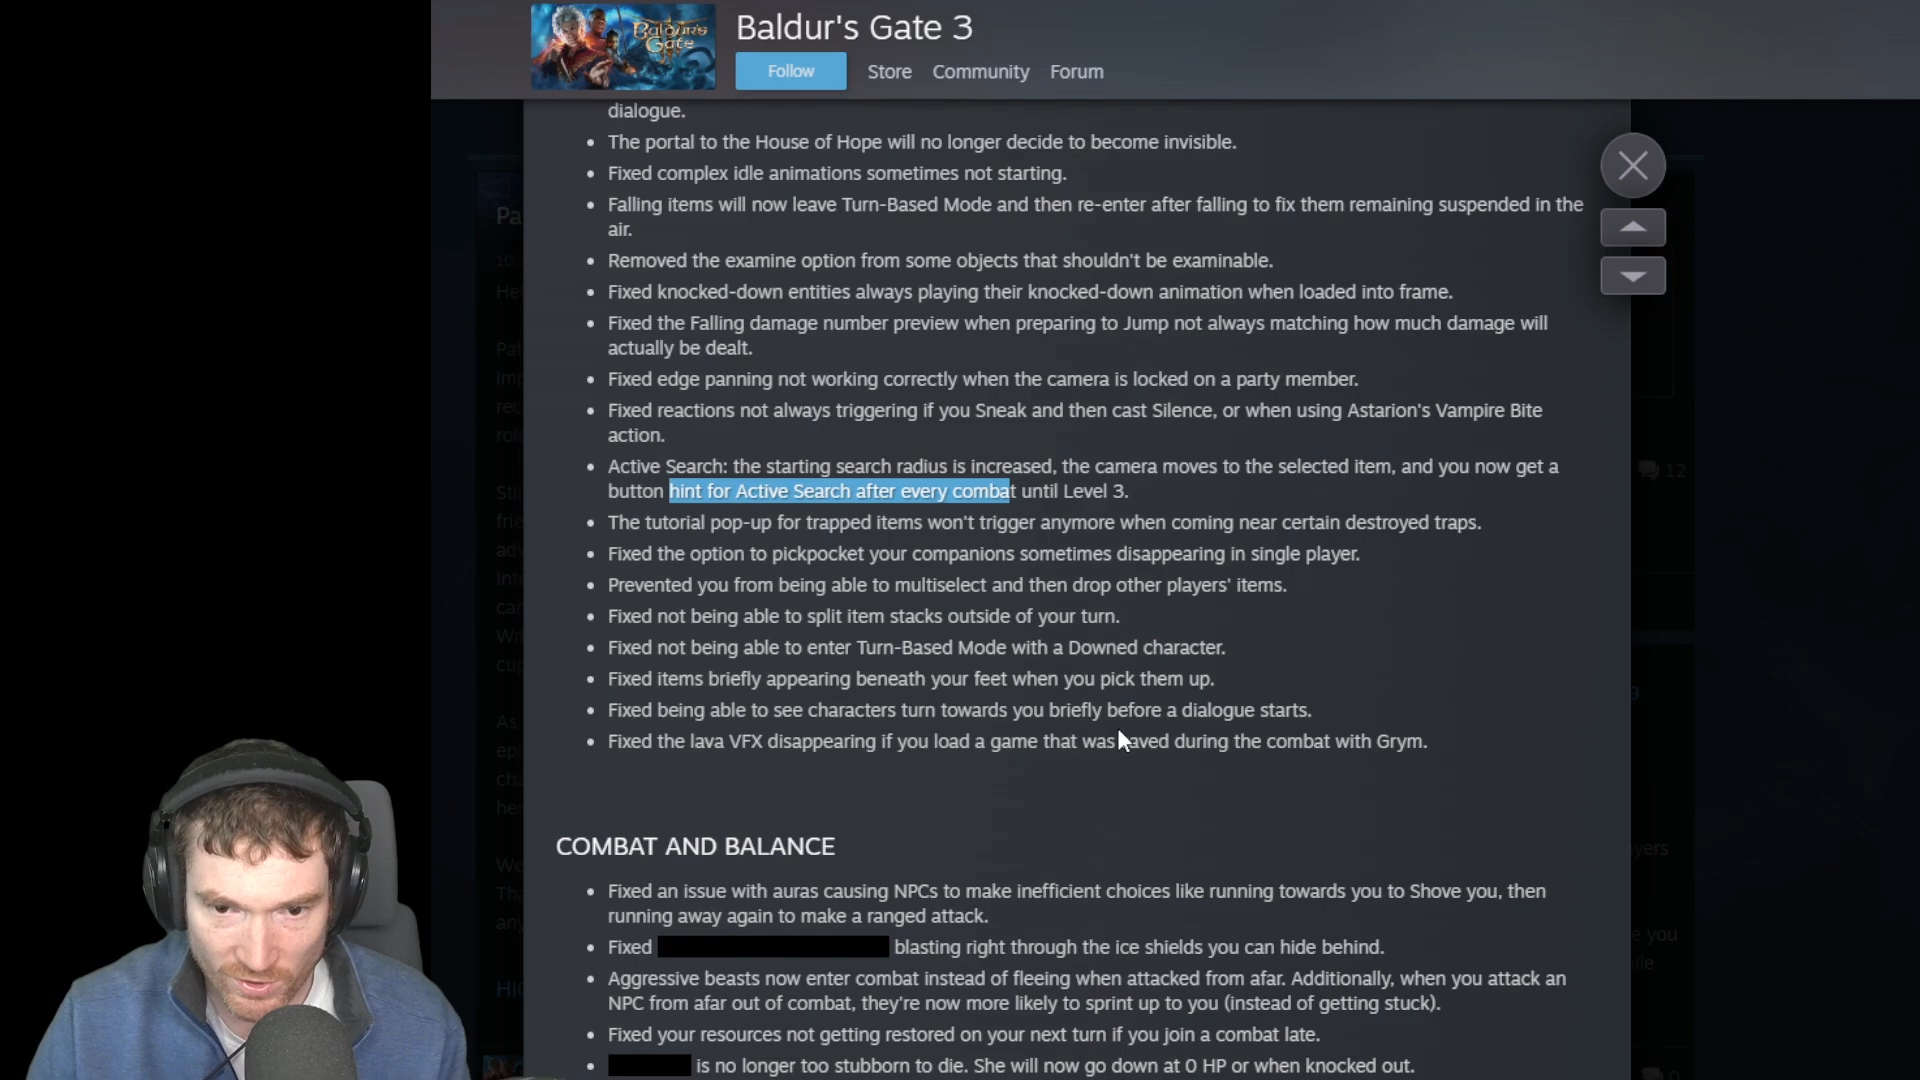 Baldur's Gate 3
Baldur's
Gate
Follow Store Community Forum
dialogue.
• The portal to the House of Hope will no longer decide to become invisible.
• Fixed complex idle animations sometimes not starting.
• Falling items will now leave Turn-Based Mode and then re-enter after falling to fix them remaining suspended in the
air.
• Removed the examine option from some objects that shouldn't be examinable.
• Fixed knocked-down entities always playing their knocked-down animation when loaded into frame.
• Fixed the Falling damage number preview when preparing to Jump not always matching how much damage will
actually be dealt.
• Fixed edge panning not working correctly when the camera is locked on a party member.
• Fixed reactions not always triggering if you Sneak and then cast Silence, or when using Astarion's Vampire Bite
action.
• Active Search: the starting search radius is increased, the camera moves to the selected item, and you now get a
button hint for Active Search after every combat until Level 3.
• The tutorial pop-up for trapped items won't trigger anymore when coming near certain destroyed traps.
• Fixed the option to pickpocket your companions sometimes disappearing in single player.
• Prevented you from being able to multiselect and then drop other players' items.
• Fixed not being able to split item stacks outside of your turn.
• Fixed not being able to enter Turn-Based Mode with a Downed character.
• Fixed items briefly appearing beneath your feet when you pick them up.
• Fixed being able to see characters turn towards you briefly before a dialogue starts.
• Fixed the lava VFX disappearing if you load a game that was saved during the combat with Grym.
COMBAT AND BALANCE
• Fixed an issue with auras causing NPCs to make inefficient choices like running towards you to Shove you, then
running away again to make a ranged attack.
• Fixed blasting right through the ice shields you can hide behind.
• Aggressive beasts now enter combat instead of fleeing when attacked from afar. Additionally, when you attack an
NPC from afar out of combat, they're now more likely to sprint up to you (instead of getting stuck).
• Fixed your resources not getting restored on your next turn if you join a combat late.
• is no longer too stubborn to die. She will now go down at 0 HP or when knocked out.
12